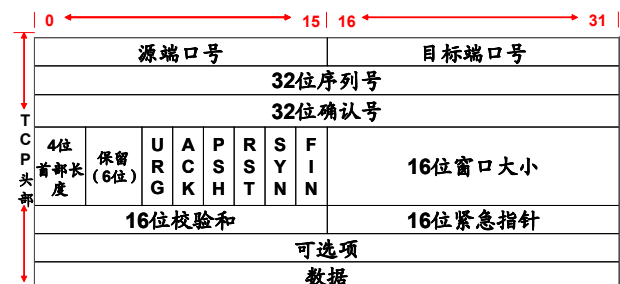 0 15 16 31
源端口号 目标端口号
32位序列号
32位确认号
TCP头部
4位首部长度 保留（6位） URG ACK PSH RST SYN FIN 16位窗口大小
16位校验和 16位紧急指针
可选项
数据